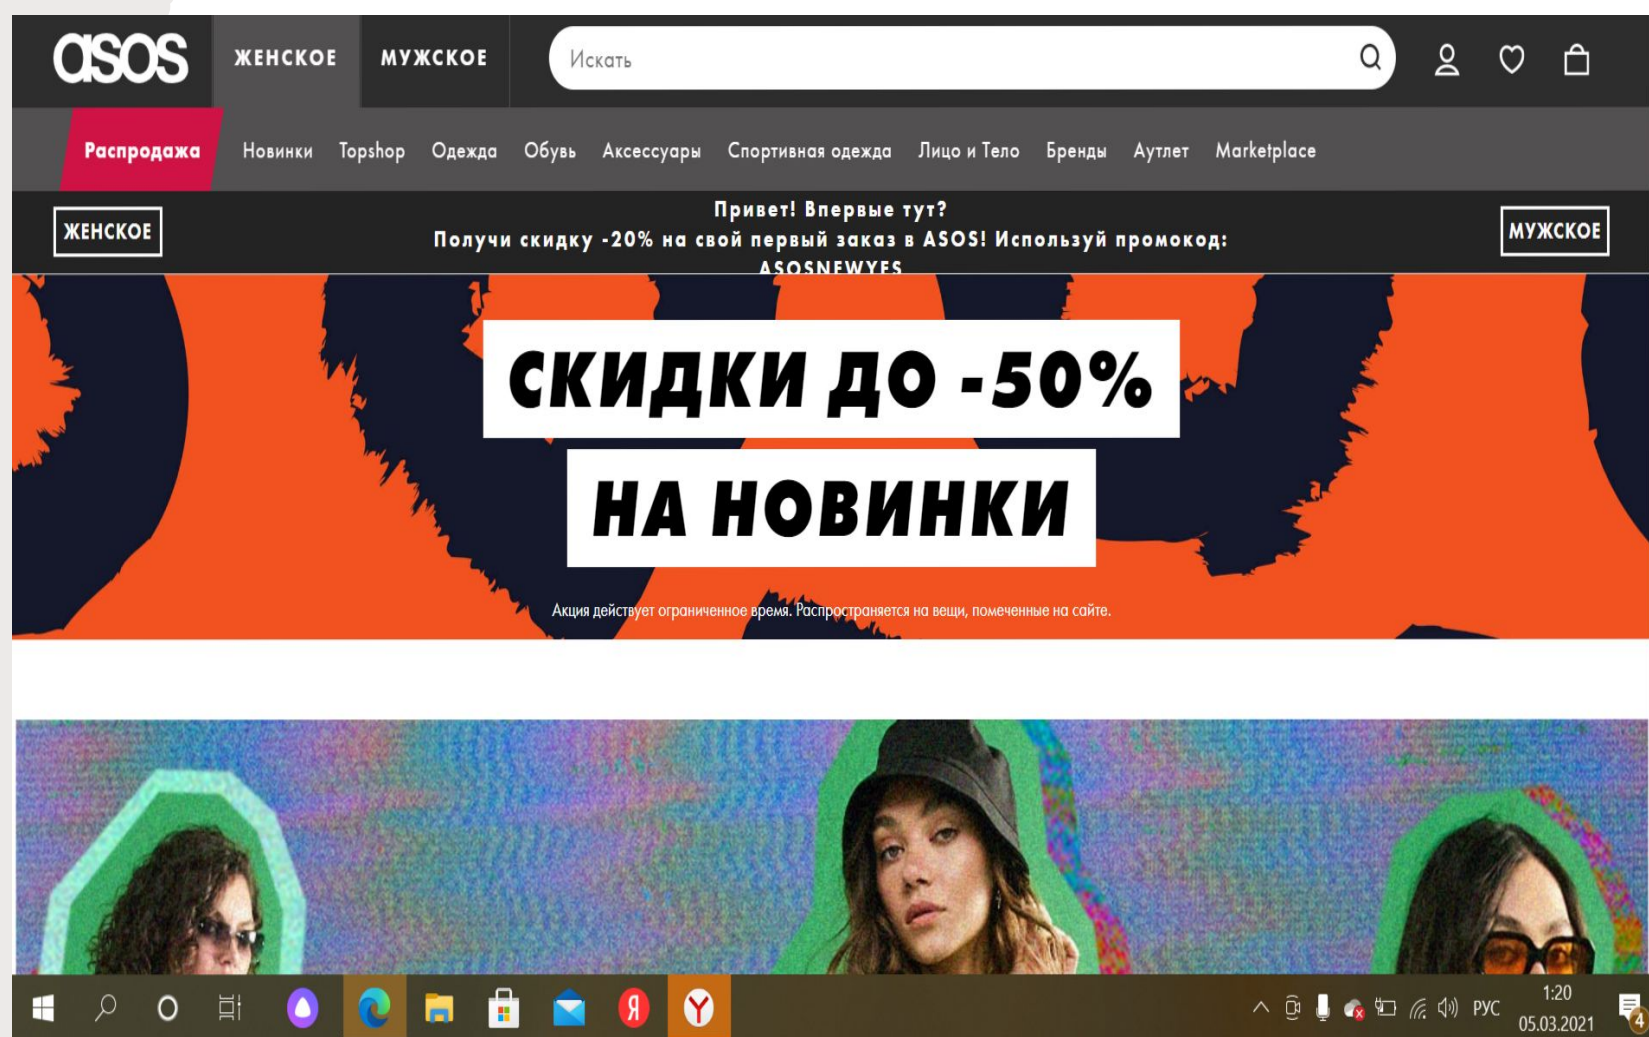 asos
ЖЕНСКОЕ
МУЖСКОЕ
Искать
Распродажа
Новинки
Topshop
Одежда
Обувь
Аксессуары
Спортивная одежда
Лицо и Тело
Бренды
Аутлет
Marketplace
ЖЕНСКОЕ
Привет! Впервые тут?
Получи скидку -20% на свой первый заказ в ASOS! Используй промокод:
ASOSNEWYES
МУЖСКОЕ
СКИДКИ ДО -50%
НА НОВИНКИ
Акция действует ограниченное время. Распространяется на вещи, помеченные на сайте.
Я
Y
РУС
1:20
05.03.2021
4